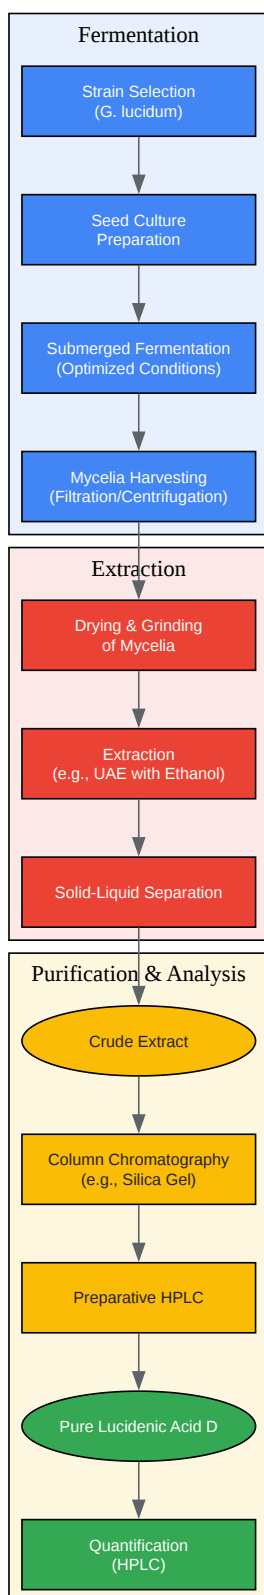 Fermentation
Strain Selection
(G. lucidum)
Seed Culture
Preparation
Submerged Fermentation
(Optimized Conditions)
Mycelia Harvesting
(Filtration/Centrifugation)
Extraction
Drying & Grinding
of Mycelia
Extraction
(e.g., UAE with Ethanol)
Solid-Liquid Separation
Purification & Analysis
Crude Extract
Column Chromatography
(e.g., Silica Gel)
Preparative HPLC
Pure Lucidenic Acid D
Quantification
(HPLC)